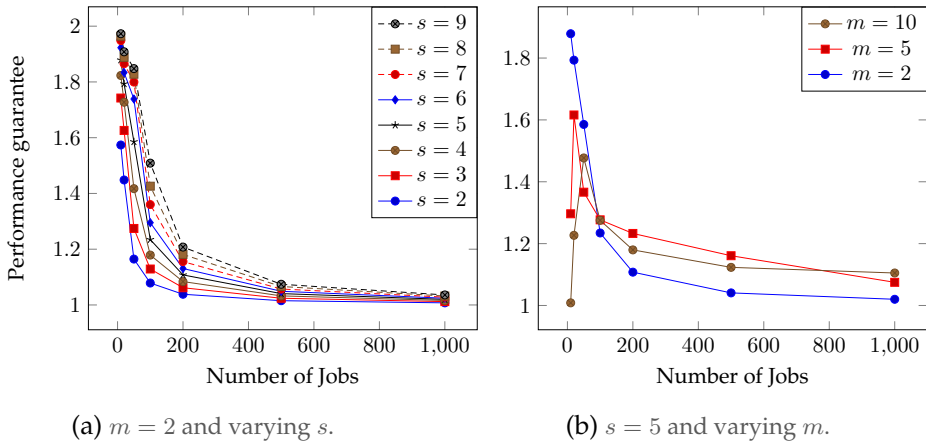 Performance guarantee
2
1.8
1.6
1.4
1.2
1
0 200 400 600 800 1,000
Number of Jobs
s = 9
s = 8
s = 7
s = 6
s = 5
s = 4
s = 3
s = 2
(a) m = 2 and varying s.
1.8
1.6
1.4
1.2
1
0 200 400 600 800 1,000
Number of Jobs
m = 10
m = 5
m = 2
(b) s = 5 and varying m.